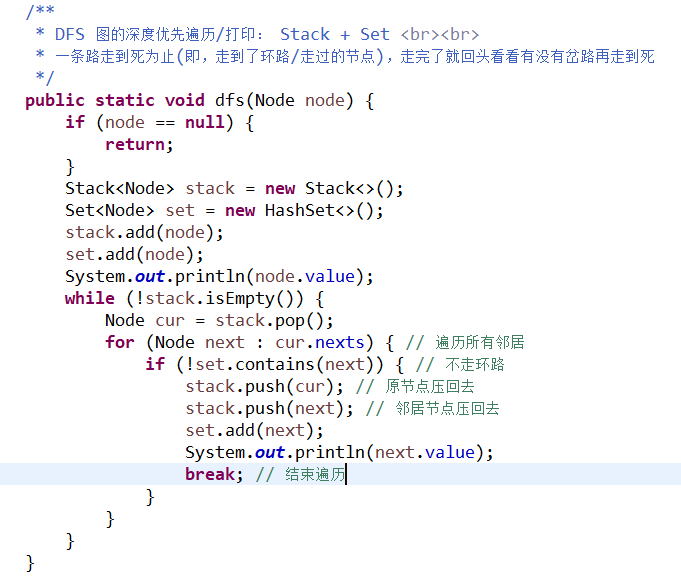 /**
 * DFS 图的深度优先遍历/打印： Stack + Set <br><br>
 * 一条路走到死为止(即，走到了环路/走过的节点)，走完了就回头看看有没有岔路再走到死
 */
public static void dfs(Node node) {
    if (node == null) {
        return;
    }
    Stack<Node> stack = new Stack<>();
    Set<Node> set = new HashSet<>();
    stack.add(node);
    set.add(node);
    System.out.println(node.value);
    while (!stack.isEmpty()) {
        Node cur = stack.pop();
        for (Node next : cur.nexts) { // 遍历所有邻居
            if (!set.contains(next)) { // 不走环路
                stack.push(cur); // 原节点压回去
                stack.push(next); // 邻居节点压回去
                set.add(next);
                System.out.println(next.value);
                break; // 结束遍历
            }
        }
    }
}